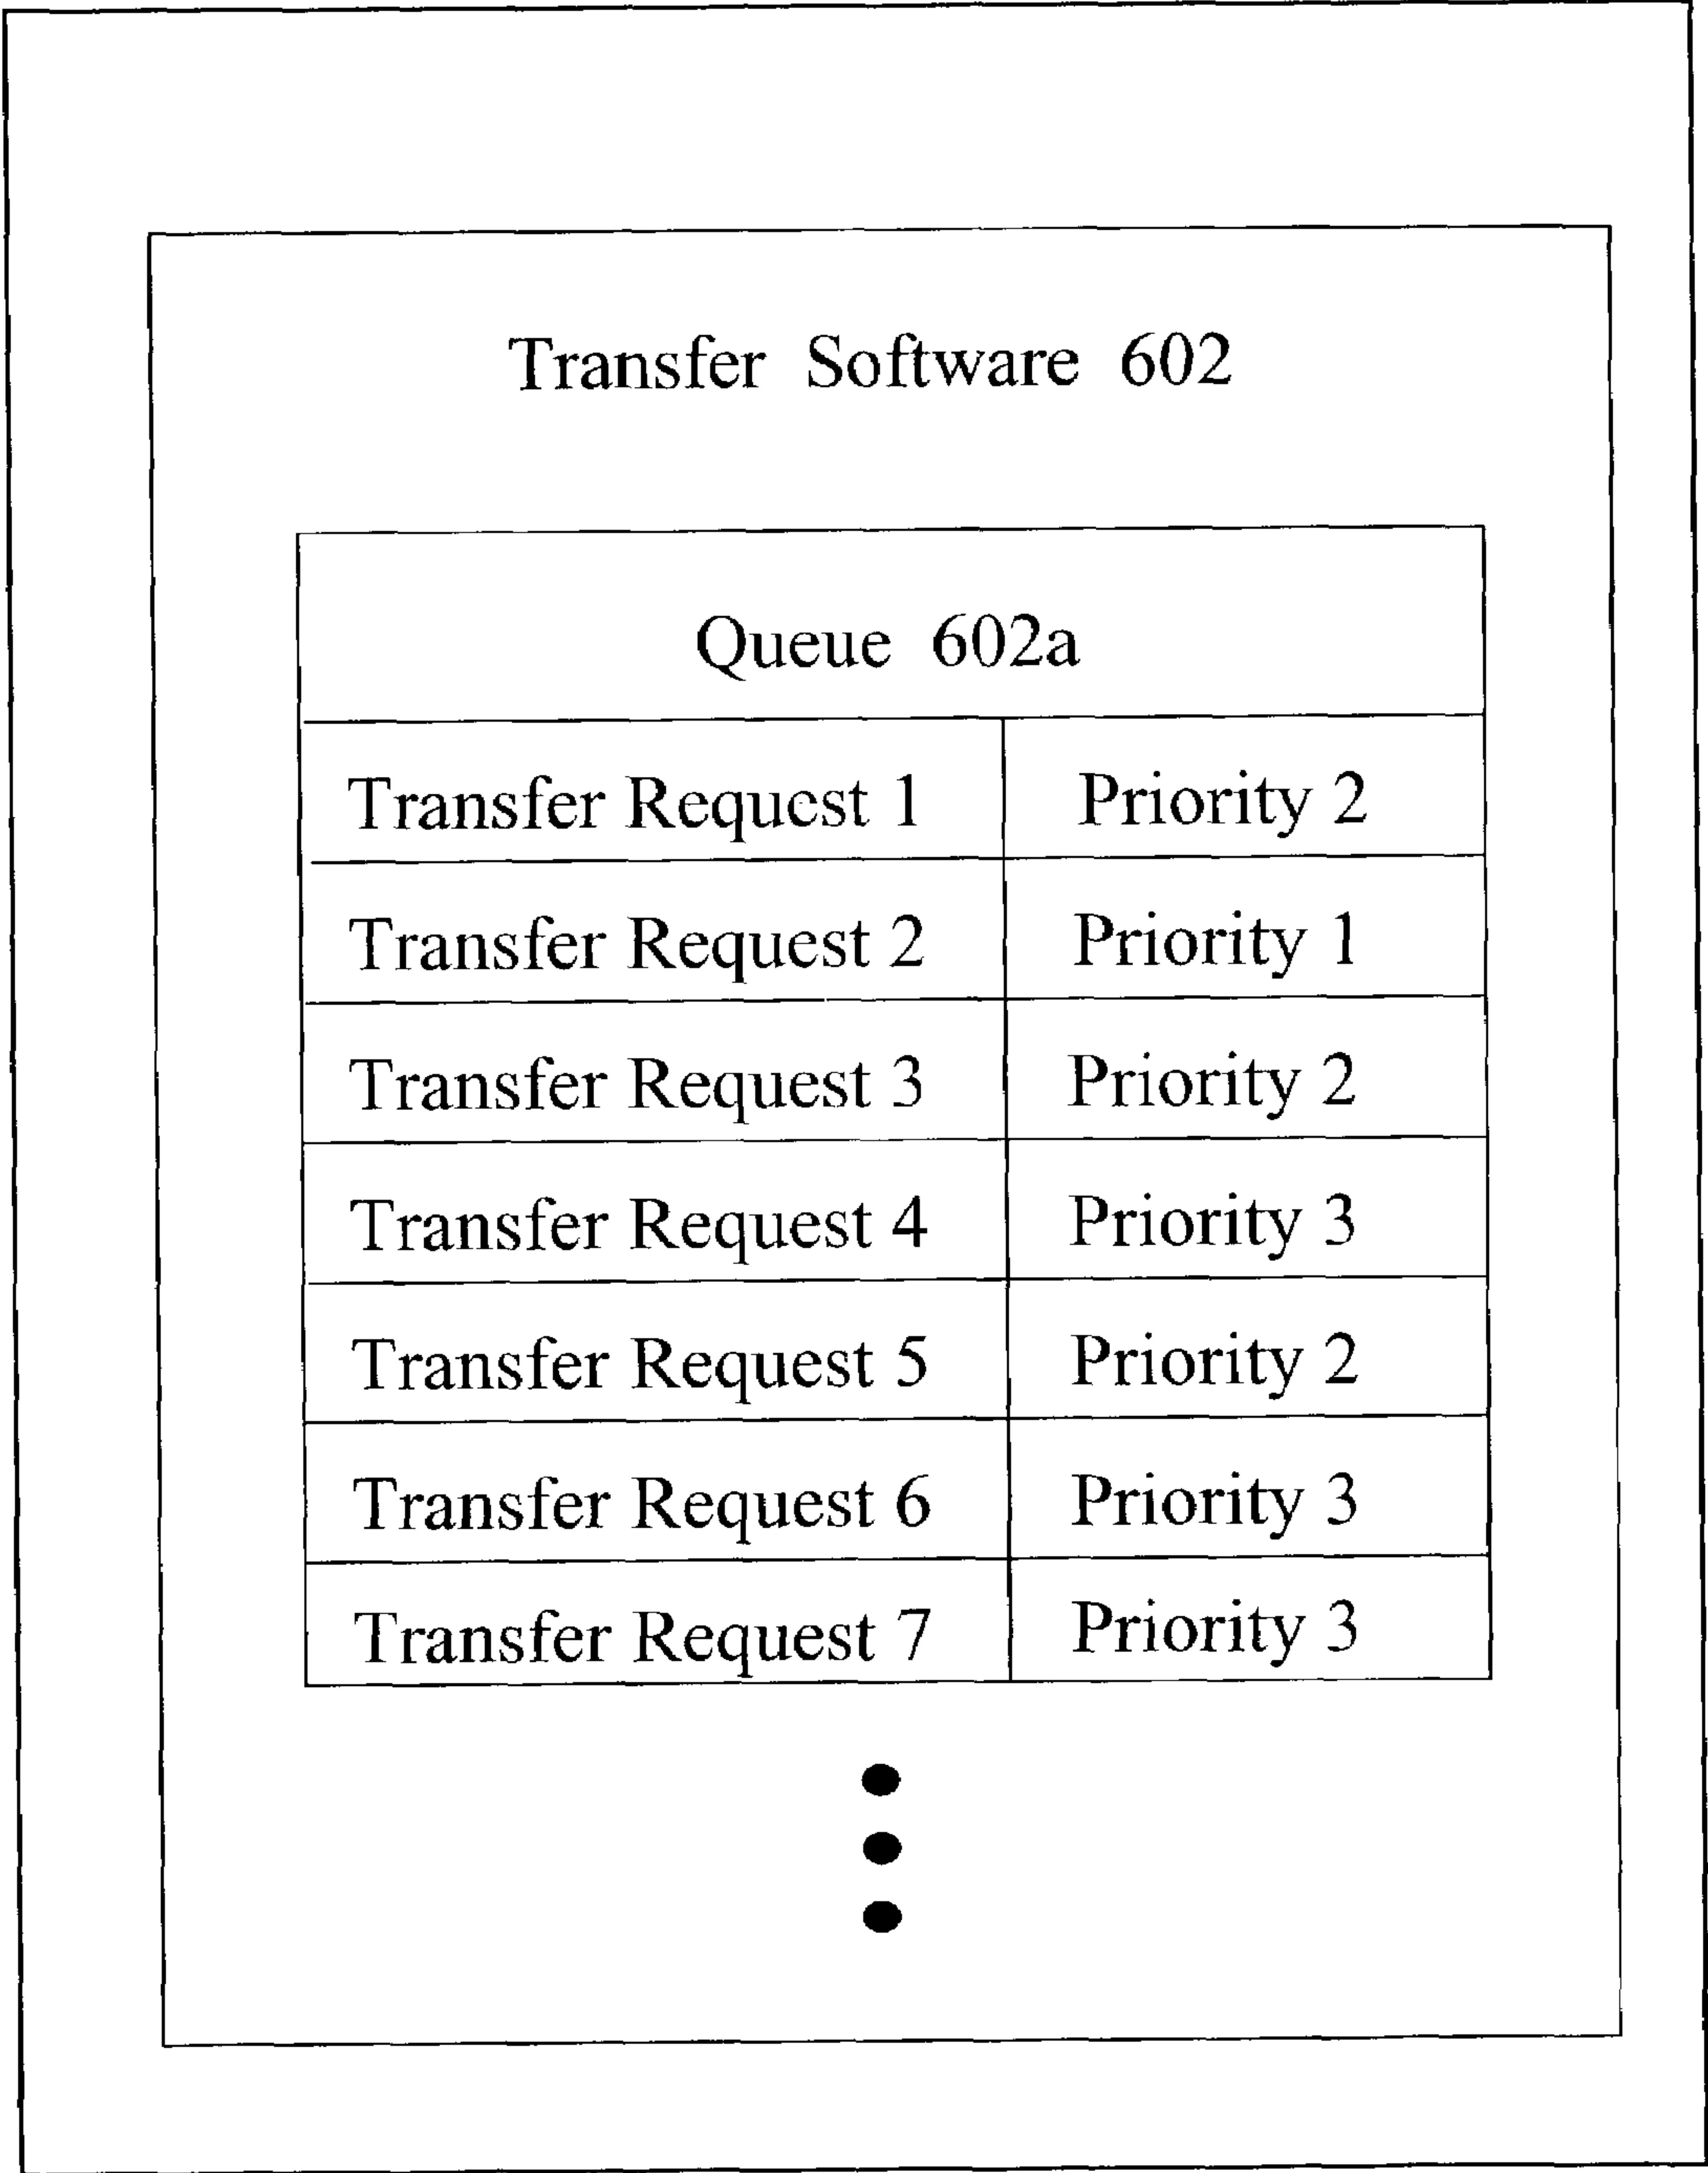 Transfer Software 602
Queue 602a
Transfer Request 1 Priority 2
Transfer Request 2 Priority 1
Transfer Request 3 Priority 2
Transfer Request 4 Priority 3
Transfer Request 5 Priority 2
Transfer Request 6 Priority 3
Transfer Request 7 Priority 3